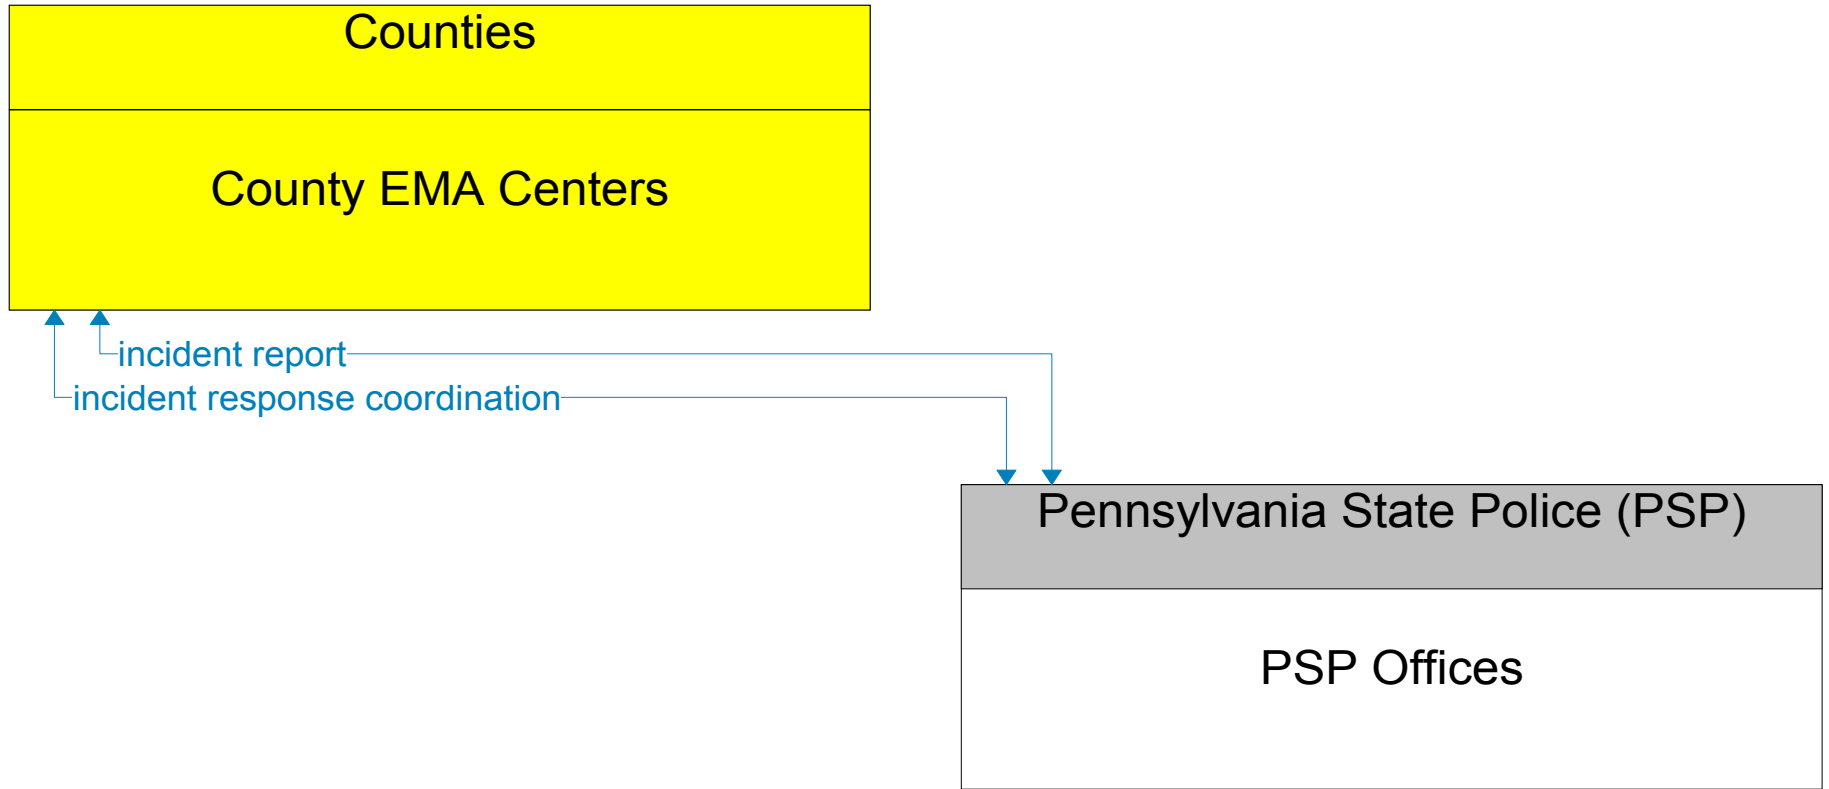 Counties
County EMA Centers
incident report
incident response coordination
Pennsylvania State Police (PSP)
PSP Offices